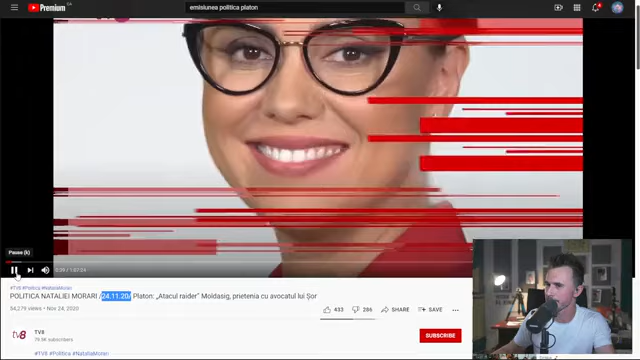 Premium
emisiunea politica platon
Pause (k)
0:29 / 1:07:24
#TV8 #Politica #NataliaMorari
POLITICA NATALIEI MORARI /24.11.20/ Platon: „Atacul raider” Moldasig, prietenia cu avocatul lui Șor
54,279 views • Nov 24, 2020
433
286
SHARE
SAVE
tv8
TV8
SUBSCRIBE
#TV8 #Politica #NataliaMorari